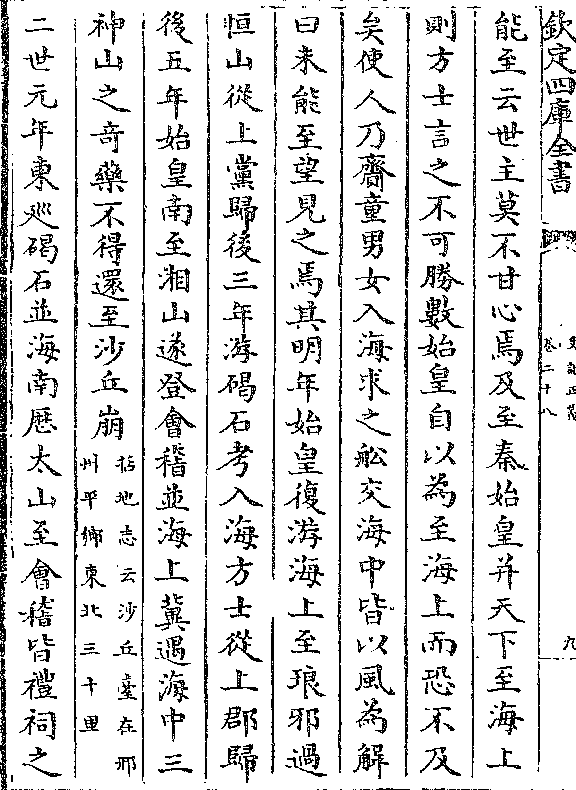 欽定四庫全書
史記正義
卷二十八
九
能至云世主莫不甘心焉及至秦始皇并天下至海上
則方士言之不可勝數始皇自以為至海上而恐不及
矣使人乃齎童男女入海求之舩交海中皆以風為解
曰未能至望見之焉其明年始皇復游海上至琅邪過
恒山從上黨歸後三年游碣石考入海方士從上郡歸
後五年始皇南至湘山遂登會稽並海上冀遇海中三
神山之竒藥不得還至沙丘崩
括地志云沙丘臺在邢
州平鄉東北三十里
二世元年東廵碣石並海南歴太山至會稽皆禮祠之